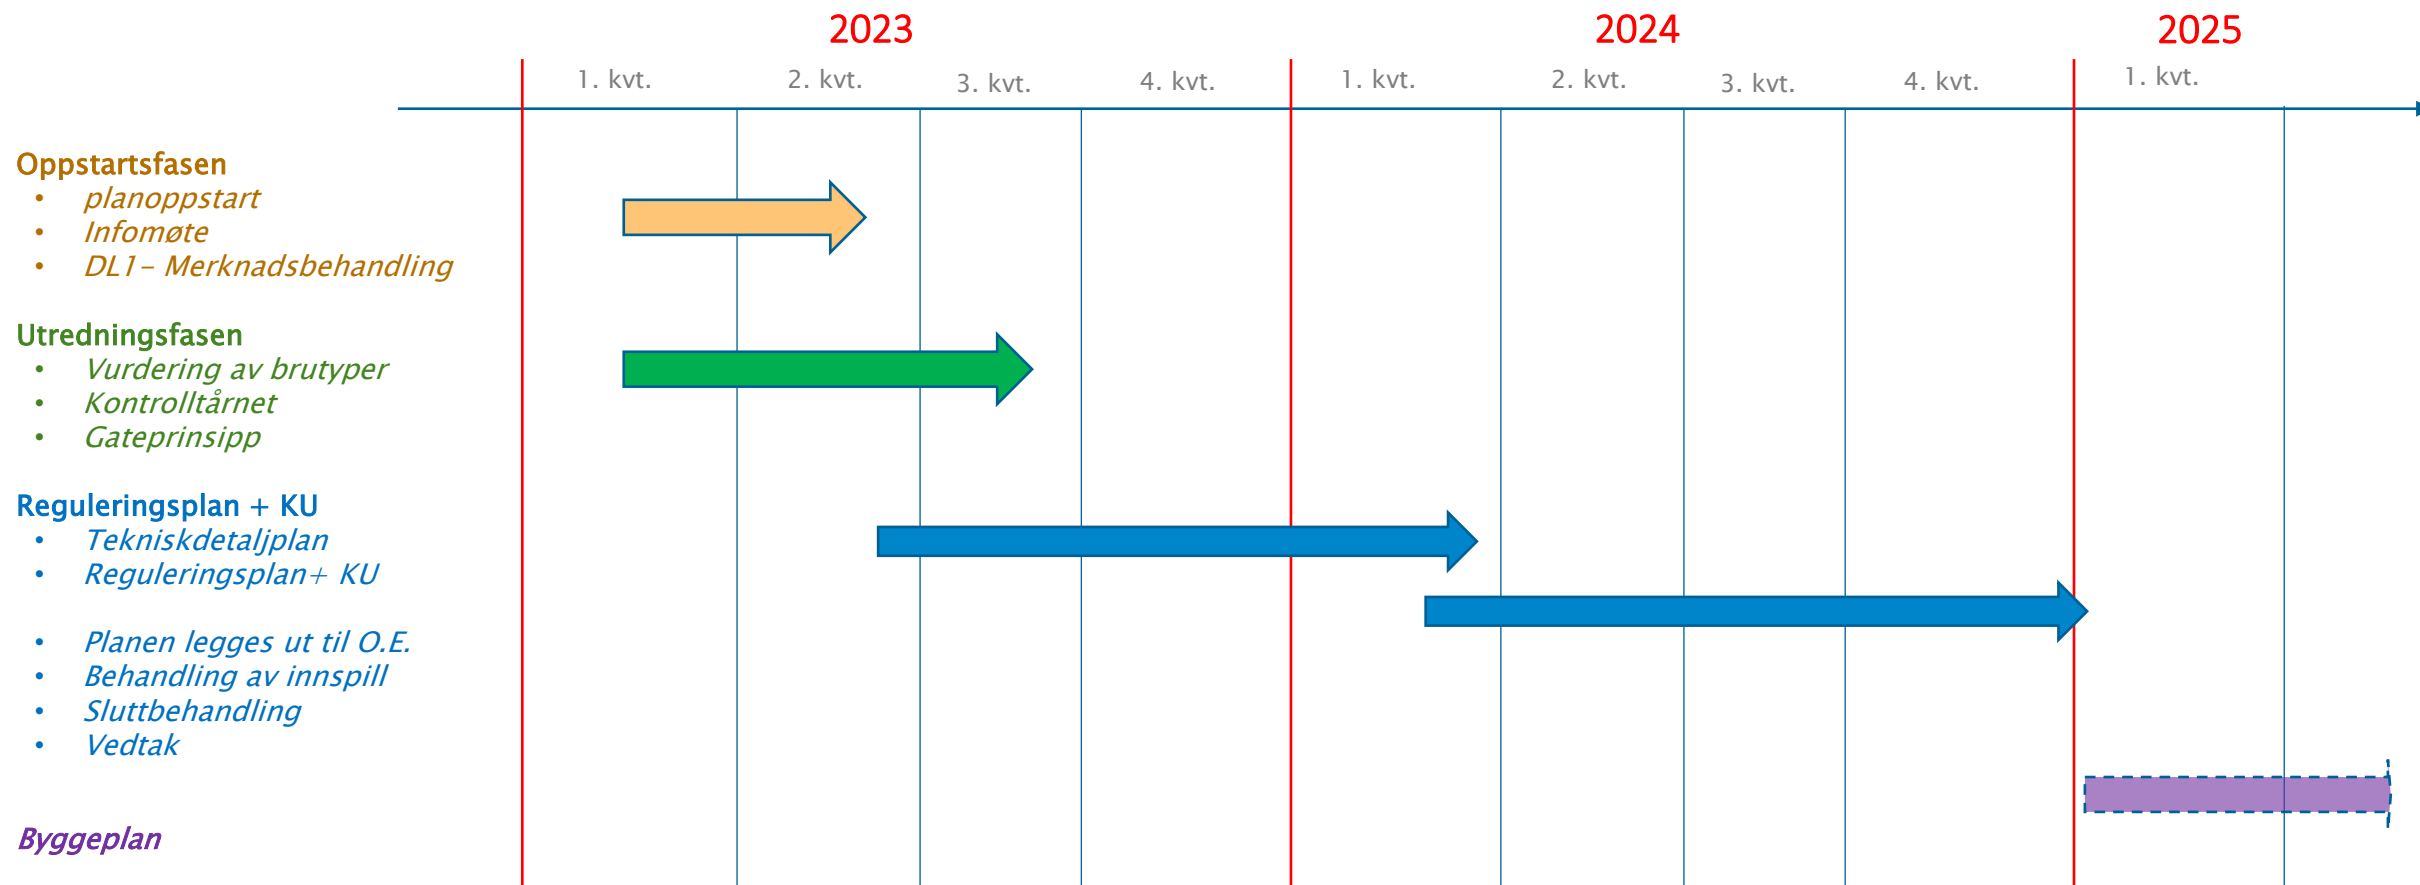 2023 2024 2025
1. kvt. 2. kvt. 3. kvt. 4. kvt. 1. kvt. 2. kvt. 3. kvt. 4. kvt. 1. kvt.
Oppstartsfasen
• planoppstart
• Infomøte
• DL1- Merknadsbehandling
Utredningsfasen
• Vurdering av brutyper
• Kontrolltårnet
• Gateprinsipp
Reguleringsplan + KU
• Tekniskdetaljplan
• Reguleringsplan+ KU
• Planen legges ut til O.E.
• Behandling av innspill
• Sluttbehandling
• Vedtak
Byggeplan